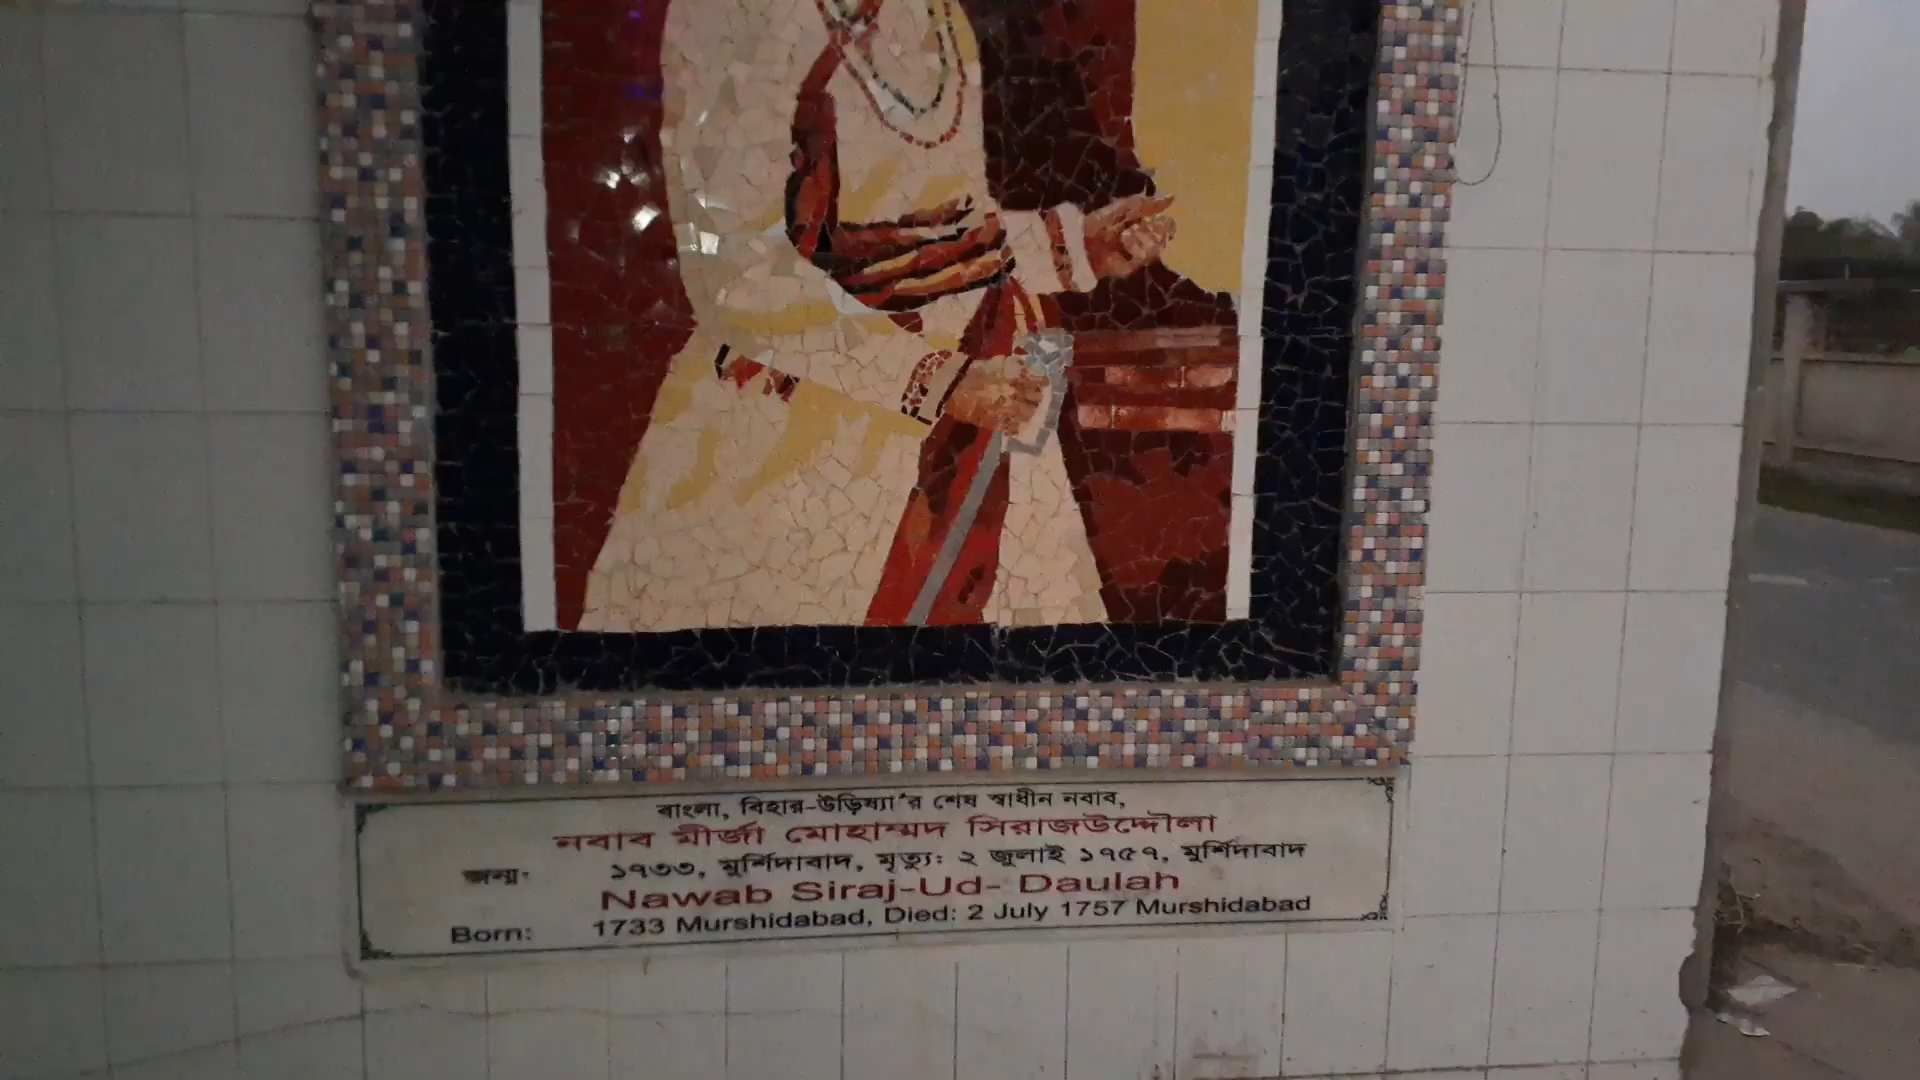 বাংলা, বিহার-উড়িষ্যা'র শেষ স্বাধীন নবাব,
নবাব মীর্জা মোহাম্মদ সিরাজউদ্দৌলা
জন্ম: ১৭৩৩, মুর্শিদাবাদ, মৃত্যু: ২ জুলাই ১৭৫৭, মুর্শিদাবাদ
Nawab Siraj-Ud- Daulah
Born: 1733 Murshidabad, Died: 2 July 1757 Murshidabad